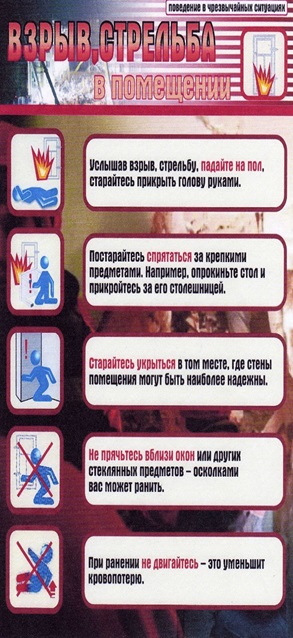 поведение в чрезвычайных ситуациях
ВЗРЫВ, СТРЕЛЬБА
В ПОМЕЩЕНИИ
Услышав взрыв, стрельбу, падайте на пол,
старайтесь прикрыть голову руками.
Постарайтесь спрятаться за крепкими
предметами. Например, опрокиньте стол и
прикройтесь за его столешницей.
Старайтесь укрыться в том месте, где стены
помещения могут быть наиболее надежны.
Не прячьтесь вблизи окон или других
стеклянных предметов – осколками
вас может ранить.
При ранении не двигайтесь – это уменьшит
кровопотерю.